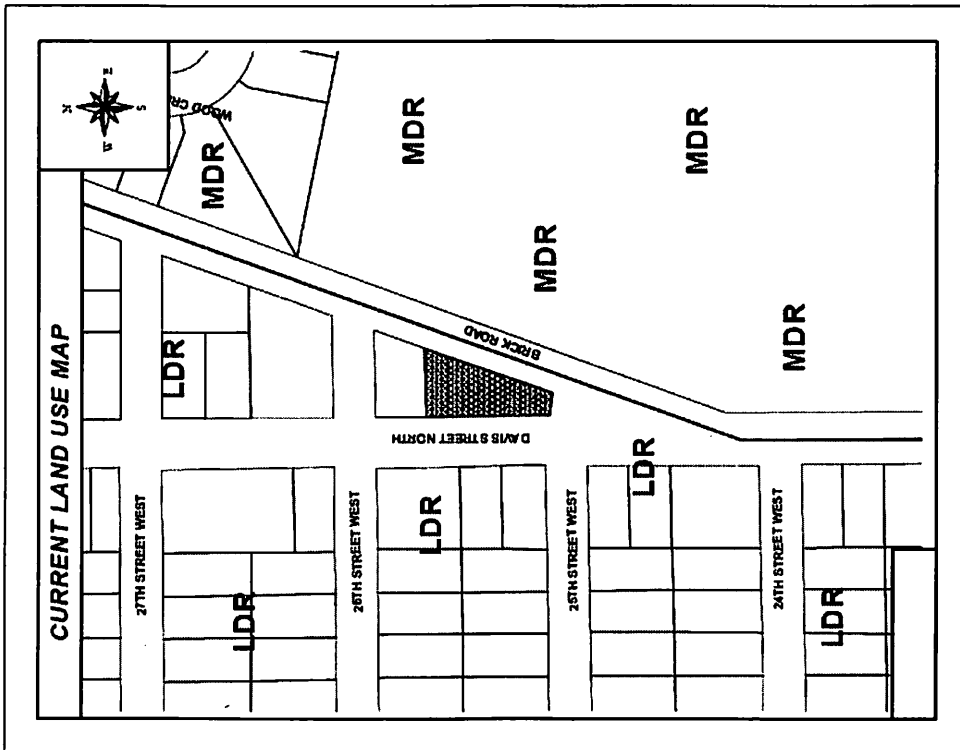 CURRENT LAND USE MAP
N
S
WOOD CR
MDR
MDR
MDR
MDR
MDR
BRICK ROAD
LDR
DAVIS STREET NORTH
27TH STREET WEST
26TH STREET WEST
25TH STREET WEST
24TH STREET WEST
LDR
LDR
LDR
LDR